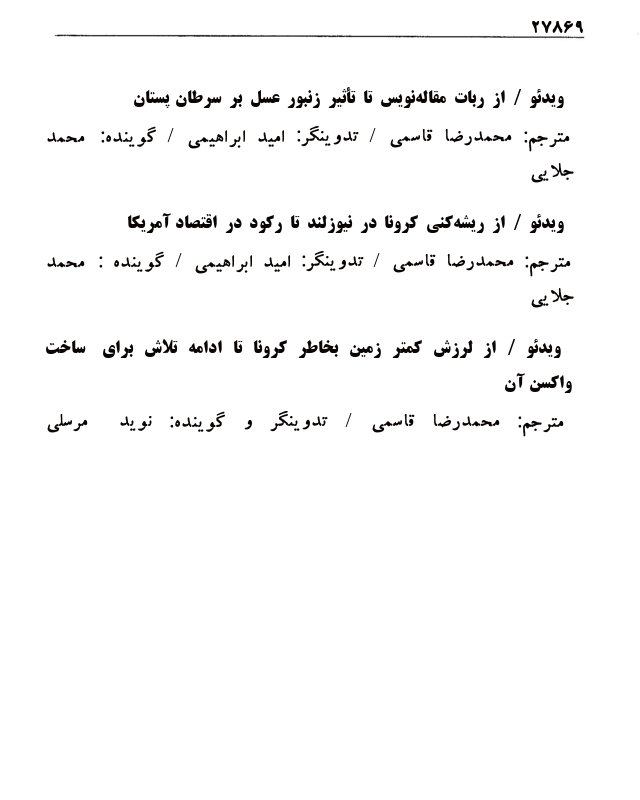 ۲۷۸۶۹
ویدئو / از ربات مقاله‌نویس تا تأثیر زنبور عسل بر سرطان پستان
مترجم: محمدرضا قاسمی / تدوینگر: امید ابراهیمی / گوینده: محمد
جلایی
ویدئو / از ریشه‌کنی کرونا در نیوزلند تا رکود در اقتصاد آمریکا
مترجم: محمدرضا قاسمی / تدوینگر: امید ابراهیمی / گوینده : محمد
جلایی
ویدئو / از لرزش کمتر زمین بخاطر کرونا تا ادامه تلاش برای ساخت
واکسن آن
مترجم: محمدرضا قاسمی / تدوینگر و گوینده: نوید مرسلی